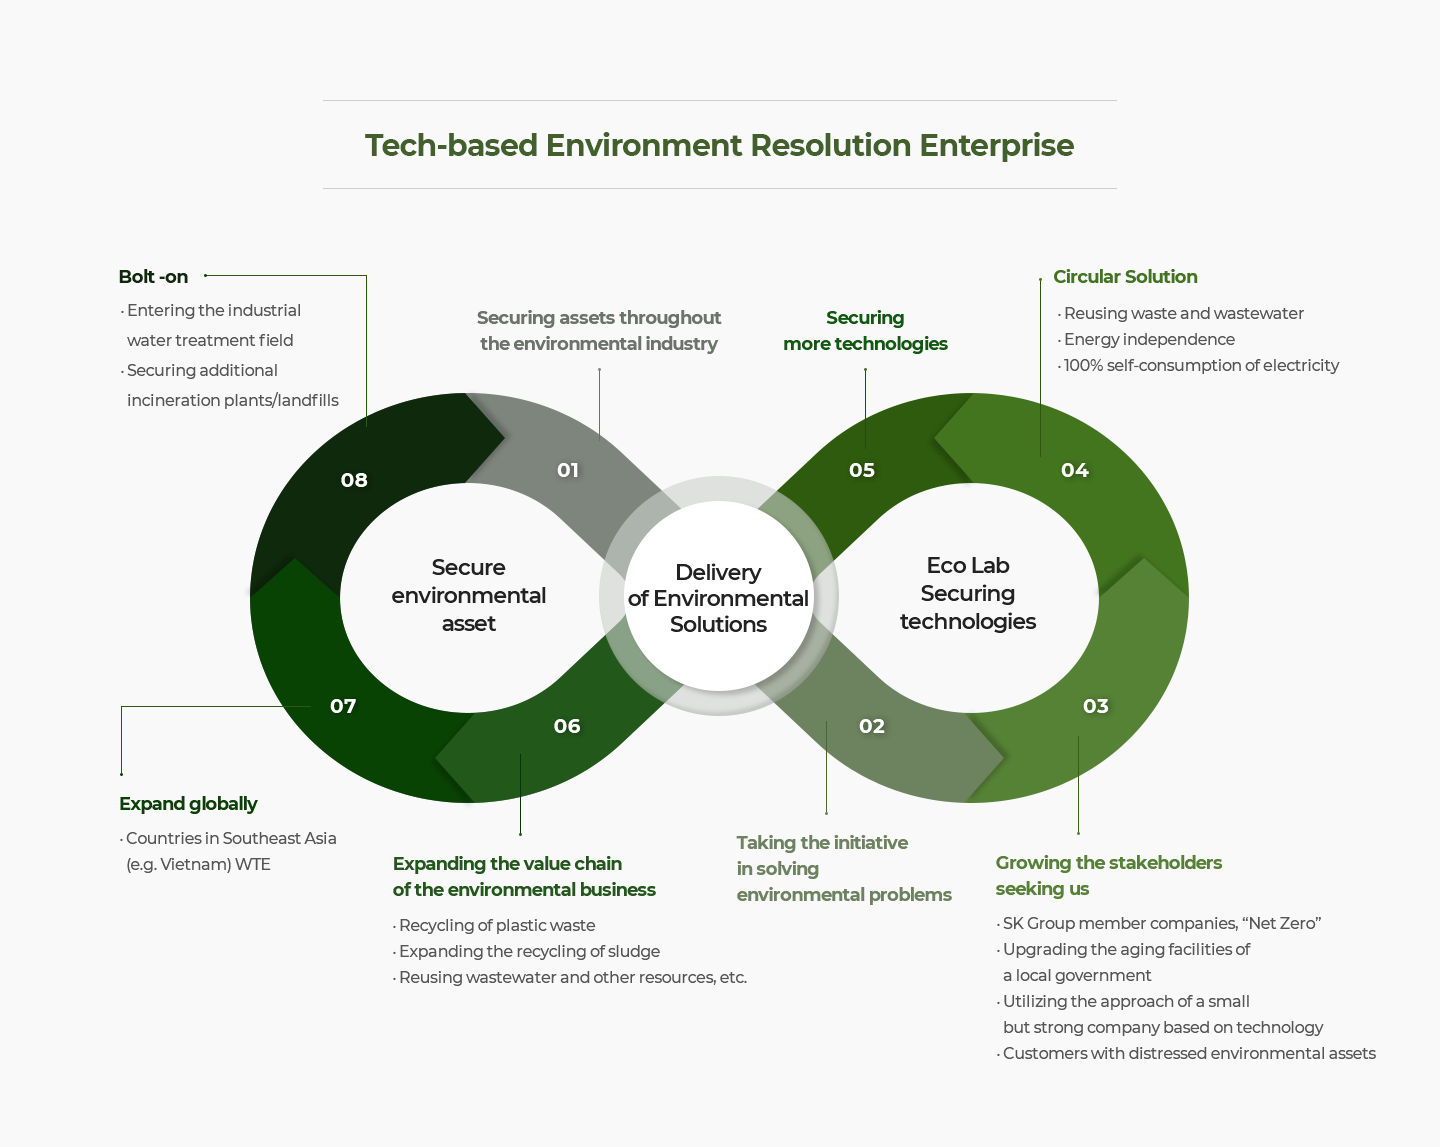 Tech-based Environment Resolution Enterprise
Bolt -on
· Entering the industrial
water treatment field
· Securing additional
incineration plants/landfills
Securing assets throughout
the environmental industry
Securing
more technologies
Circular Solution
· Reusing waste and wastewater
· Energy independence
· 100% self-consumption of electricity
08
01
05
04
Secure
environmental
asset
Delivery
of Environmental
Solutions
Eco Lab
Securing
technologies
07
06
02
03
Expand globally
· Countries in Southeast Asia
(e.g. Vietnam) WTE
Expanding the value chain
of the environmental business
· Recycling of plastic waste
· Expanding the recycling of sludge
· Reusing wastewater and other resources, etc.
Taking the initiative
in solving
environmental problems
Growing the stakeholders
seeking us
· SK Group member companies, “Net Zero”
· Upgrading the aging facilities of
a local government
· Utilizing the approach of a small
but strong company based on technology
· Customers with distressed environmental assets